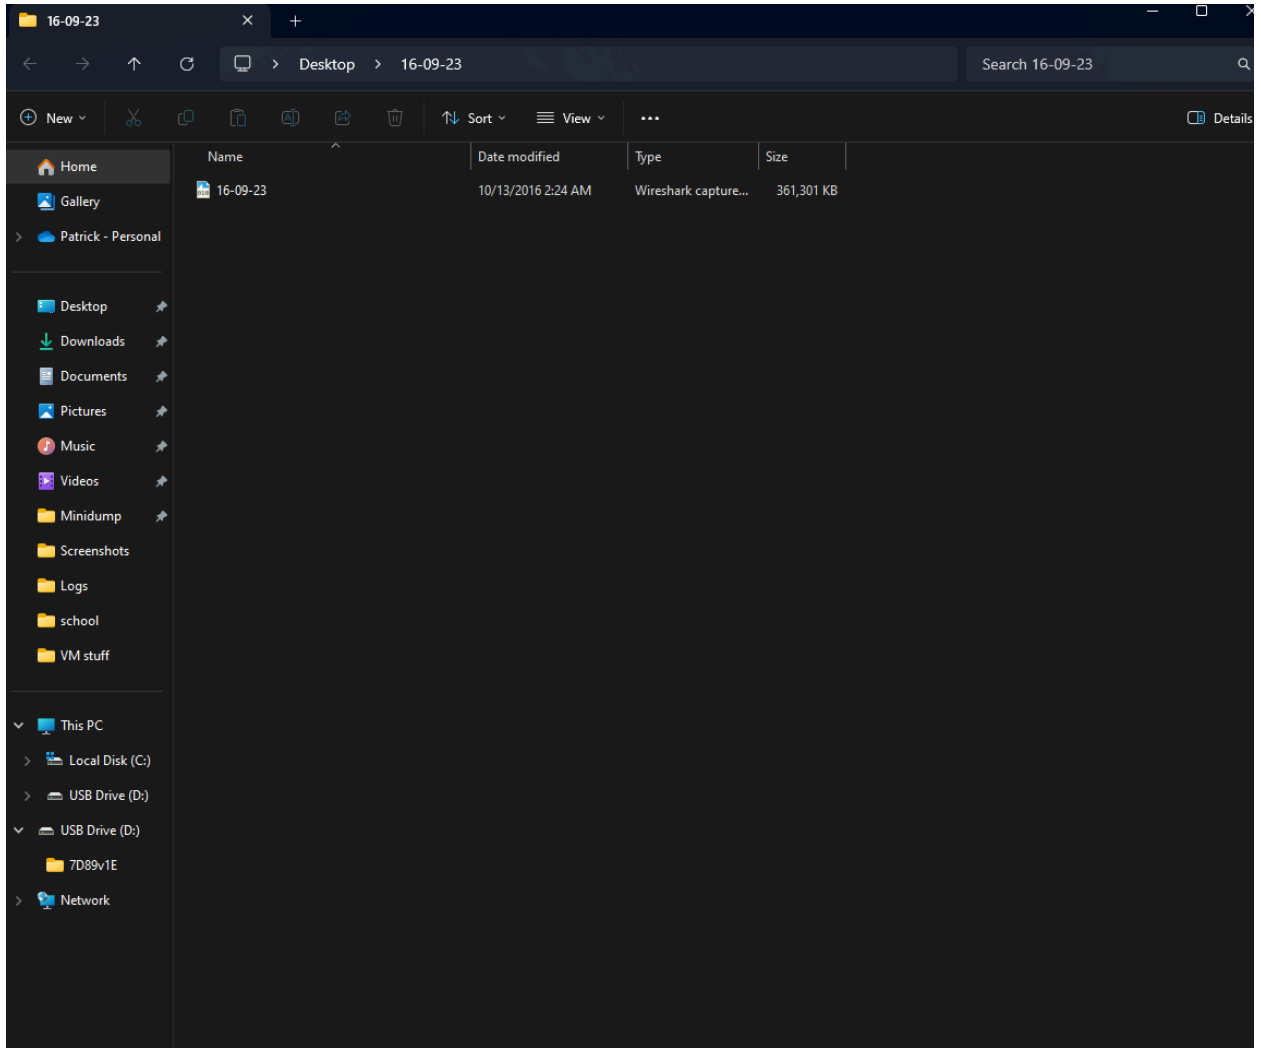 16-09-23
Desktop > 16-09-23
Search 16-09-23
New
Sort
View
Details
Name
Date modified
Type
Size
16-09-23
10/13/2016 2:24 AM
Wireshark capture...
361,301 KB
Home
Gallery
Patrick - Personal
Desktop
Downloads
Documents
Pictures
Music
Videos
Minidump
Screenshots
Logs
school
VM stuff
This PC
Local Disk (C:)
USB Drive (D:)
USB Drive (D:)
7D89v1E
Network